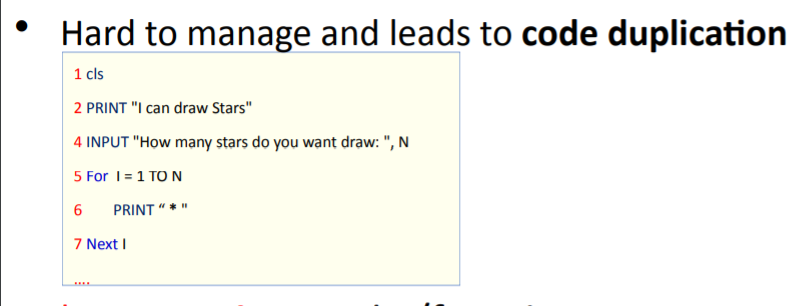 • Hard to manage and leads to code duplication
1 cls
2 PRINT "I can draw Stars"
4 INPUT "How many stars do you want draw: ", N
5 For I = 1 TO N
6 PRINT “ * "
7 Next I
....